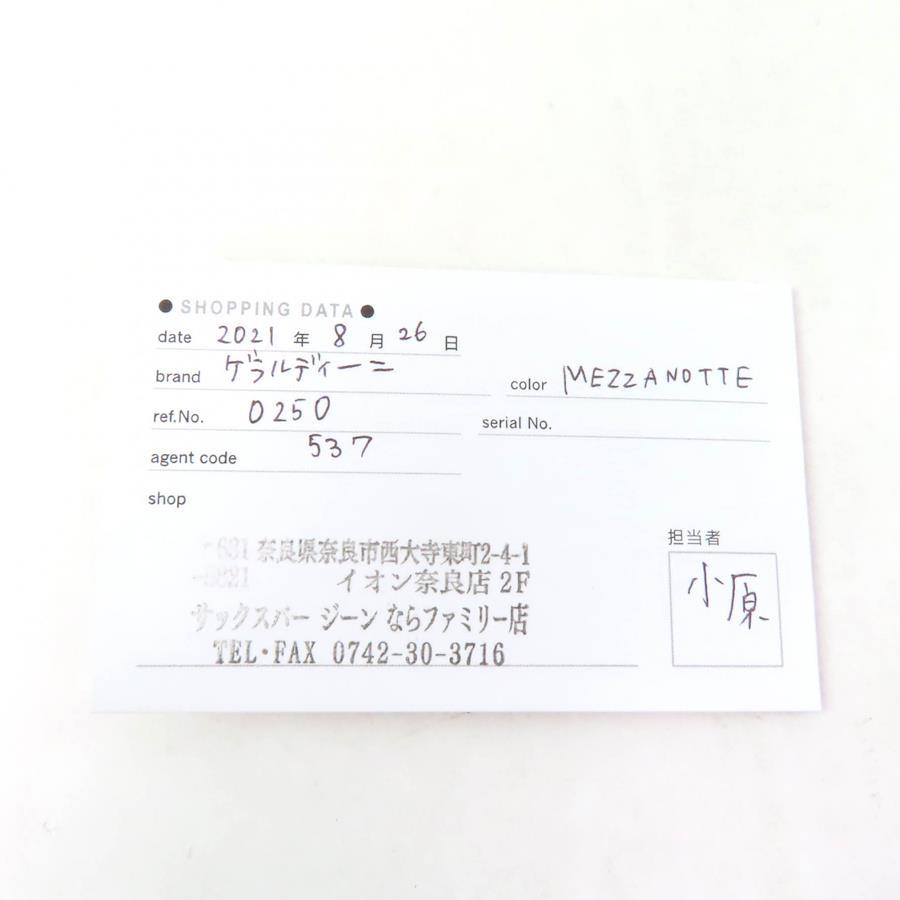 ● SHOPPING DATA ●
date 2021 年 8 月 26 日
brand ゲラルディーニ
color MEZZANOTTE
ref.No. 0250
serial No.
agent code 537
shop
担当者
小原
631 奈良県奈良市西大寺東町2-4-1
イオン奈良店 2F
サックスバー ジーン ならファミリー店
TEL・FAX 0742-30-3716